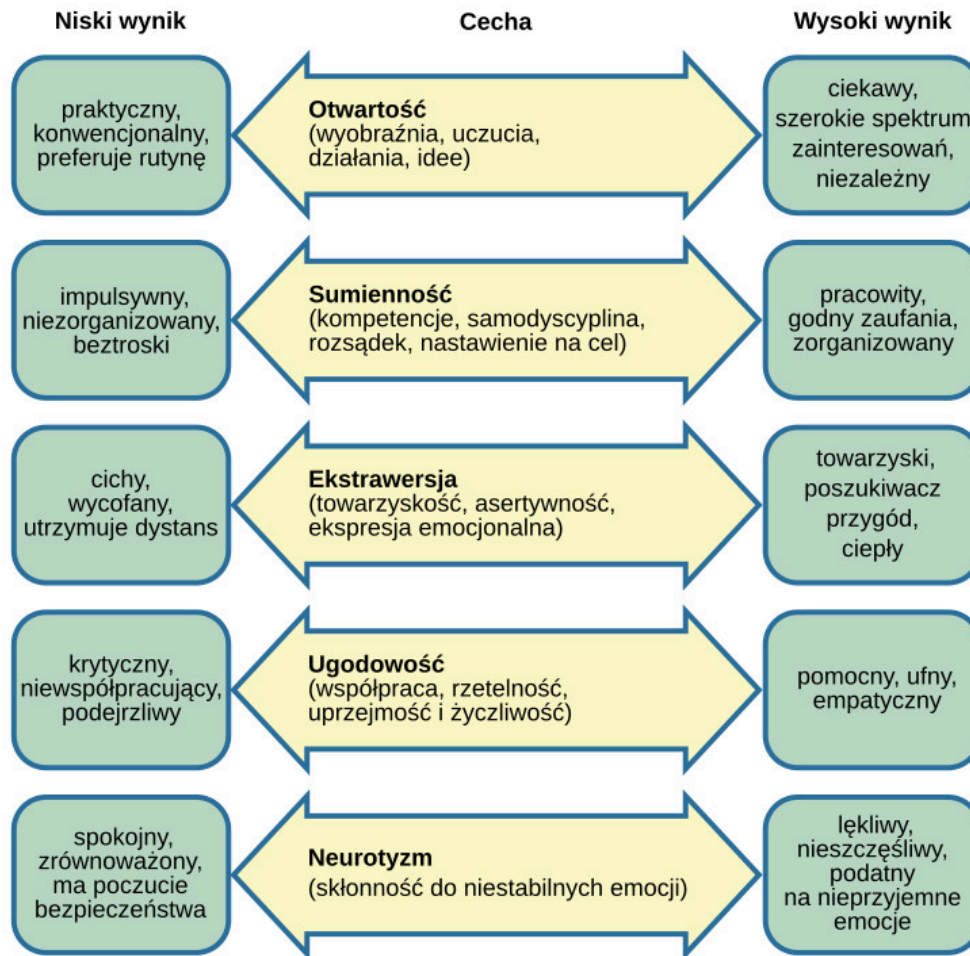 Niski wynik
Cecha
Wysoki wynik
praktyczny,
konwencjonalny,
preferuje rutynę
Otwartość
(wyobraźnia, uczucia,
działania, idee)
ciekawy,
szerokie spektrum
zainteresowań,
niezależny
impulsywny,
niezorganizowany,
beztroski
Sumienność
(kompetencje, samodyscyplina,
rozsądek, nastawienie na cel)
pracowity,
godny zaufania,
zorganizowany
cichy,
wycofany,
utrzymuje dystans
Ekstrawersja
(towarzyskość, asertywność,
ekspresja emocjonalna)
towarzyski,
poszukiwacz
przygód,
ciepły
krytyczny,
niewspółpracujący,
podejrzliwy
Ugodowość
(współpraca, rzetelność,
uprzejmość i życzliwość)
pomocny, ufny,
empatyczny
spokojny,
zrównoważony,
ma poczucie
bezpieczeństwa
Neurotyzm
(skłonność do niestabilnych emocji)
lękliwy,
nieszczęśliwy,
podatny
na nieprzyjemne
emocje